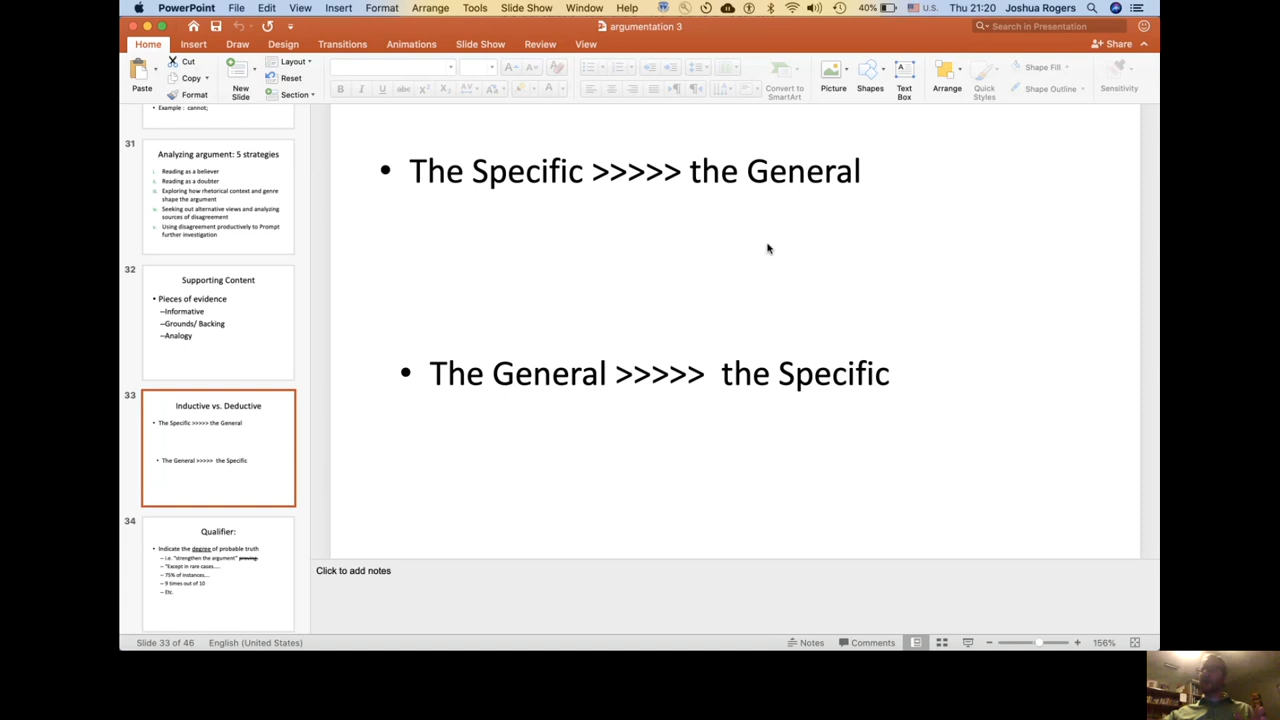 PowerPoint File Edit View Insert Format Arrange Tools Slide Show Window Help 40% U.S. Thu 21:20 Joshua Rogers
argumentation 3
Search in Presentation
Home Insert Draw Design Transitions Animations Slide Show Review View Share
Paste Cut Copy Format New Slide Layout Reset Section Convert to SmartArt Picture Shapes Text Box Arrange Quick Styles Shape Fill Shape Outline Sensitivity
• Example : cannot;
31
Analyzing argument: 5 strategies
Reading as a believer
Reading as a doubter
Exploring how rhetorical context and genre
shape the argument
Seeking out alternative views and analyzing
sources of disagreement
Using disagreement productively to Prompt
further investigation
32
Supporting Content
• Pieces of evidence
–Informative
–Grounds/ Backing
–Analogy
33
Inductive vs. Deductive
• The Specific >>>>> the General
• The General >>>>> the Specific
34
Qualifier:
• Indicate the degree of probable truth
– i.e. "strengthen the argument" proving.
– "Except in rare cases….
– 75% of instances….
– 9 times out of 10
– Etc.
• The Specific >>>>> the General
• The General >>>>> the Specific
Click to add notes
Slide 33 of 46 English (United States) Notes Comments 156%